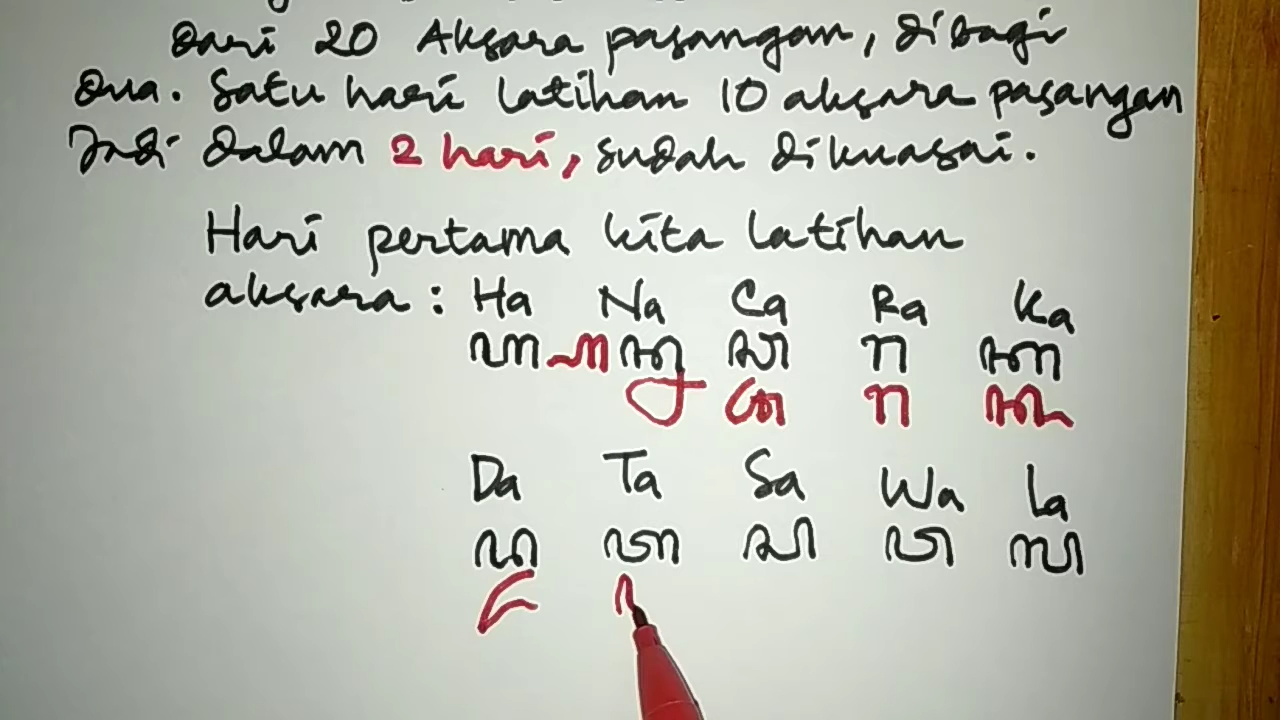 Dari 20 Aksara pasangan, dibagi
dua. Satu hari latihan 10 aksara pasangan
Jadi dalam 2 hari, sudah dikuasai.
Hari pertama kita latihan
aksara : Ha Na Ca Ra Ka
ꦲ ꦤ ꦕ ꦫ ꦏ
Da Ta Sa Wa La
ꦢ ꦠ ꦱ ꦮ ꦭ